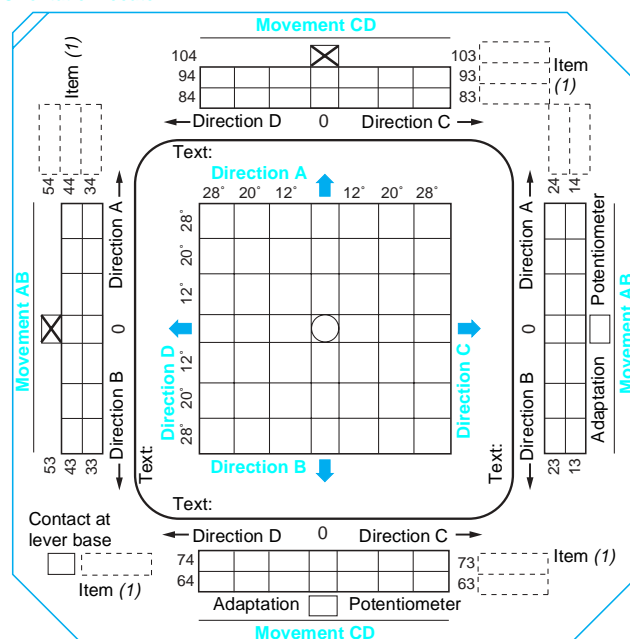 Movement CD
104
103
Item
(1)
94
93
84
83
Direction D
0
Direction C
Item (1)
54
44
34
24
14
Text:
Direction A
28° 20° 12° 12° 20° 28°
28°
20°
12°
12°
20°
28°
Direction D
Direction C
Direction B
Text:
Text:
Movement AB
Direction A
0
Direction B
53
43
33
Direction A
0
Direction B
Potentiometer
Adaptation
Movement AB
23
13
Contact at
lever base
Item (1)
Direction D
0
Direction C
74
73
Item (1)
64
63
Adaptation
Potentiometer
Movement CD